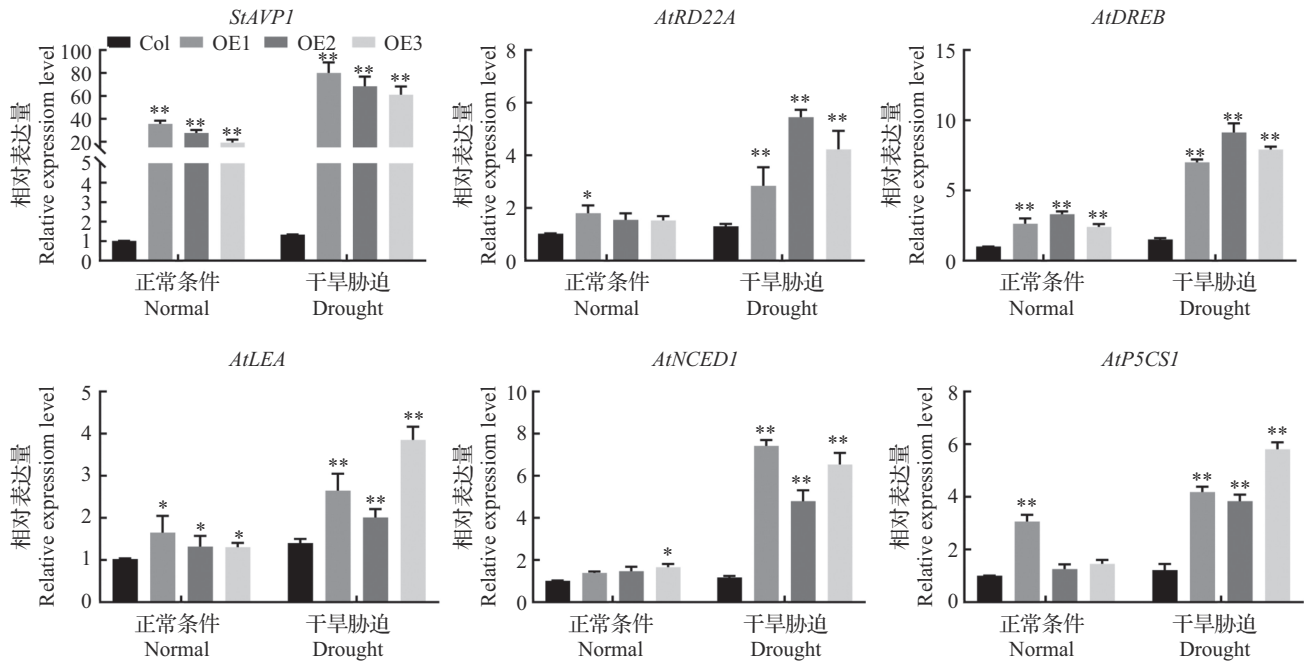 StAVP1
Col OE1 OE2 OE3
相对表达量
Relative expression level
100
80
60
40
20
5
4
3
2
1
0
** ** ** ** ** **
正常条件 干旱胁迫
Normal Drought
AtRD22A
相对表达量
Relative expression level
8
6
4
2
0
* ** ** **
正常条件 干旱胁迫
Normal Drought
AtDREB
相对表达量
Relative expression level
15
10
5
0
** ** ** ** ** **
正常条件 干旱胁迫
Normal Drought
AtLEA
相对表达量
Relative expressiom level
5
4
3
2
1
0
* * * ** ** **
正常条件 干旱胁迫
Normal Drought
AtNCED1
相对表达量
Relative expressiom level
10
8
6
4
2
0
* ** ** **
正常条件 干旱胁迫
Normal Drought
AtP5CS1
相对表达量
Relative expressiom level
8
6
4
2
0
** ** ** **
正常条件 干旱胁迫
Normal Drought